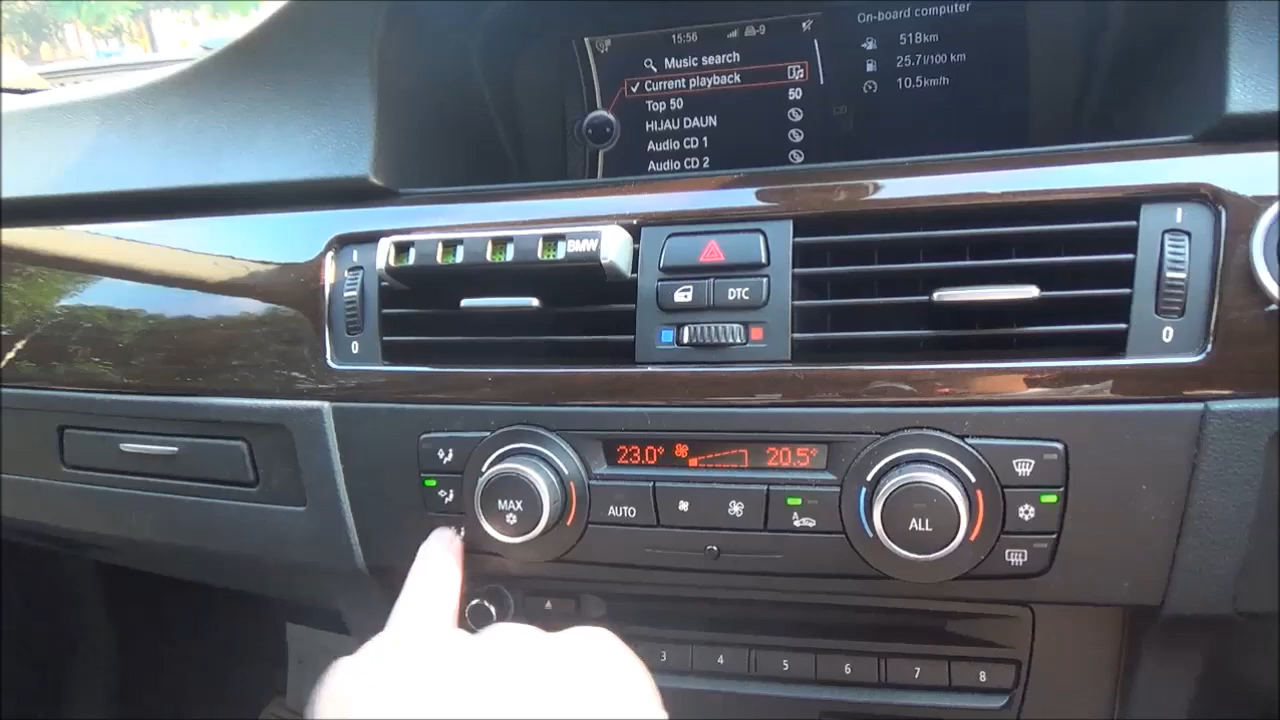 15:56
-9
Music search
Current playback
Top 50
50
HIJAU DAUN
Audio CD 1
Audio CD 2
On-board computer
518km
25.7l/100 km
10.5km/h
BMW
I
0
DTC
I
0
23.0°
20.5°
MAX
AUTO
A
ALL
3
4
5
6
7
8